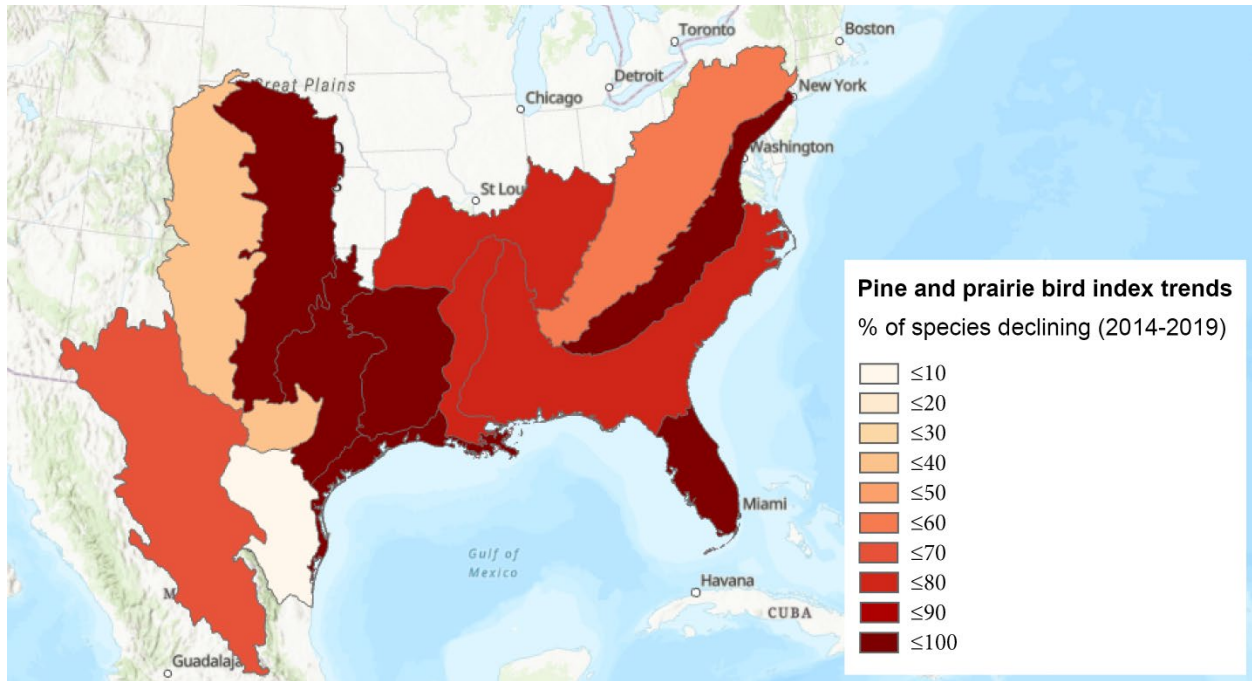 Toronto
Boston
Great Plains
Detroit
Chicago
New York
Washington
St Lou
Miami
Gulf of
Mexico
Havana
CUBA
M
Guadalaja
Pine and prairie bird index trends
% of species declining (2014-2019)
≤10
≤20
≤30
≤40
≤50
≤60
≤70
≤80
≤90
≤100